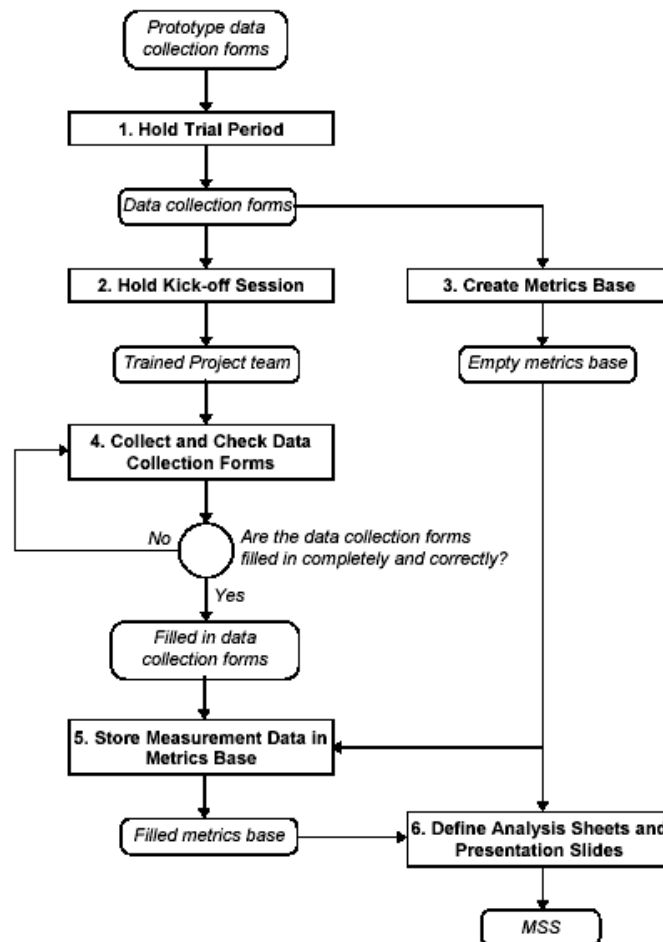 Prototype data
collection forms
1. Hold Trial Period
Data collection forms
2. Hold Kick-off Session
3. Create Metrics Base
Trained Project team
Empty metrics base
4. Collect and Check Data
Collection Forms
No
Are the data collection forms
filled in completely and correctly?
Yes
Filled in data
collection forms
5. Store Measurement Data in
Metrics Base
Filled metrics base
6. Define Analysis Sheets and
Presentation Slides
MSS